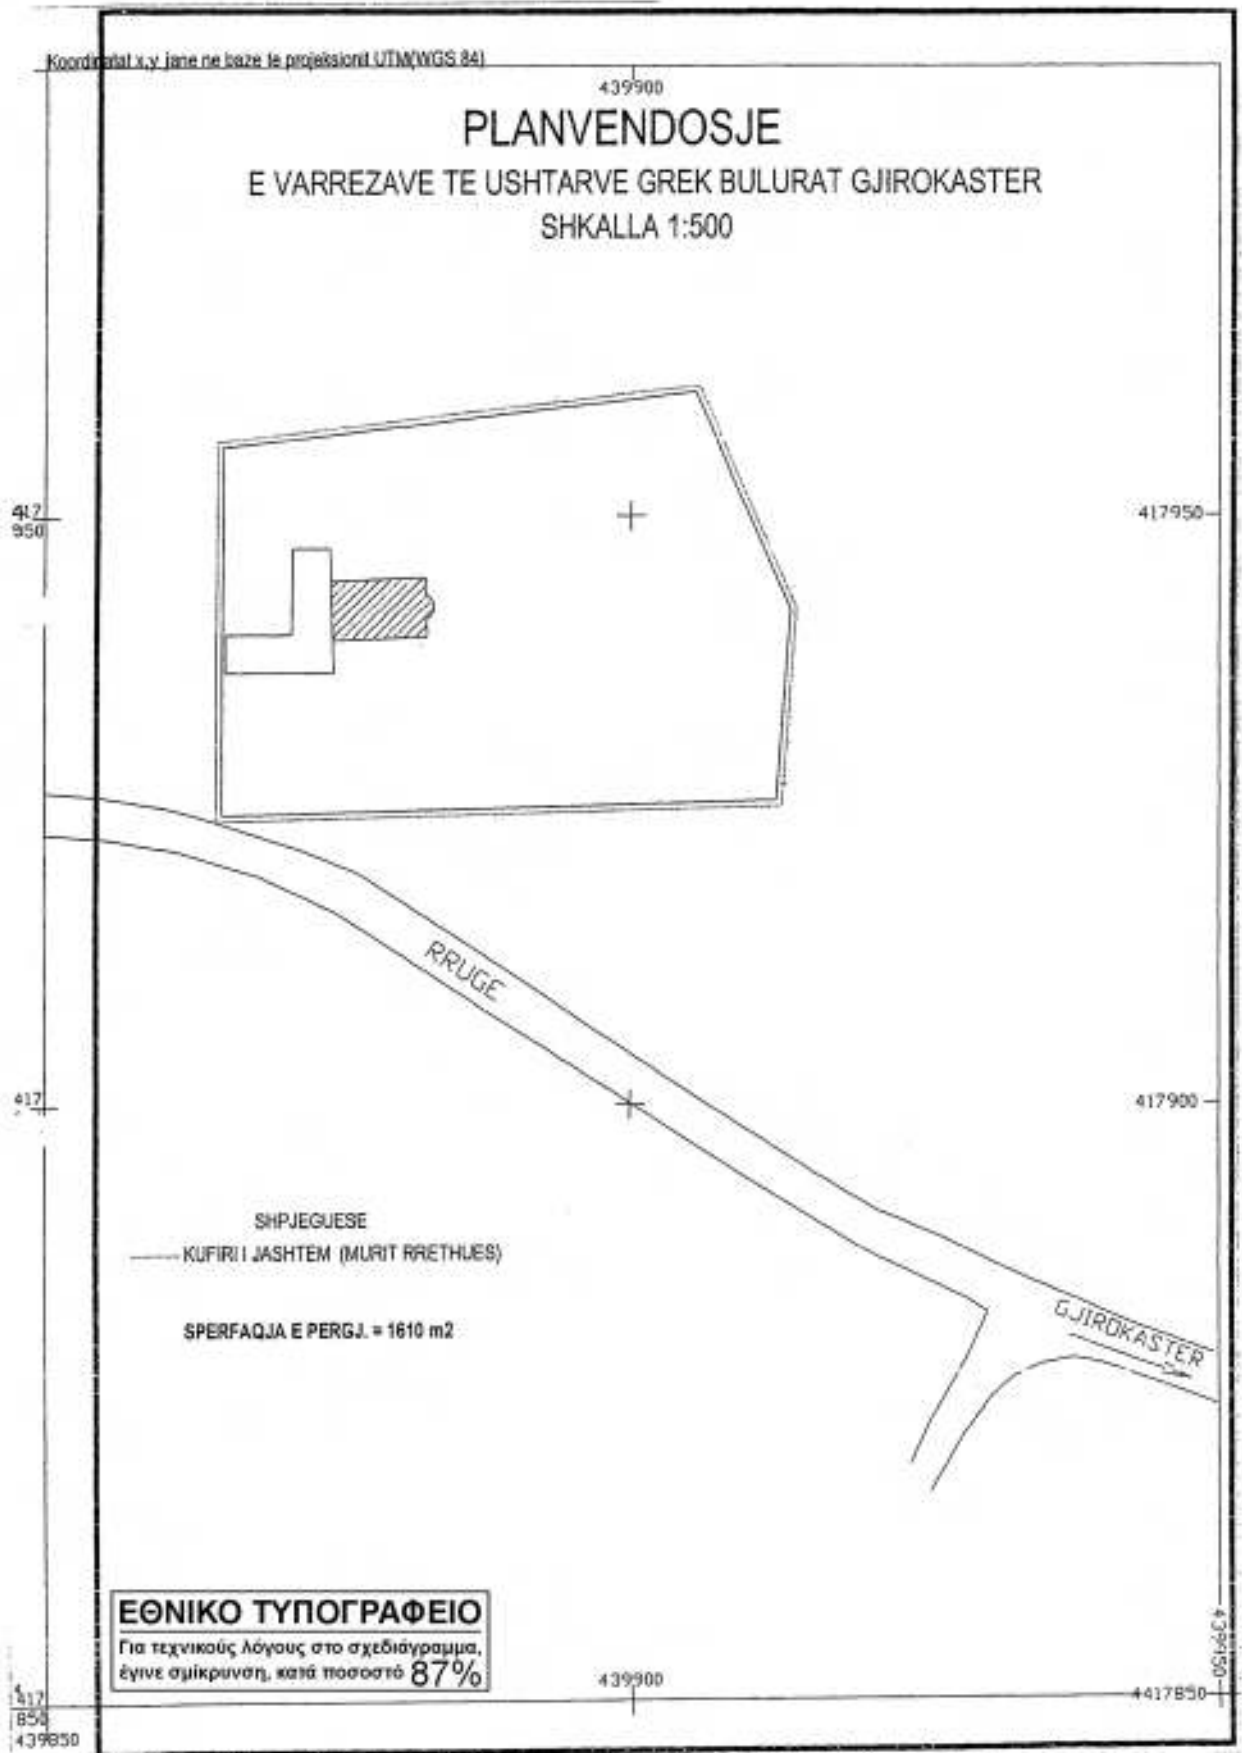 Koordinatat x,y jane ne baze te projeksionit UTM(WGS 84)
439900
PLANVENDOSJE
E VARREZAVE TE USHTARVE GREK BULURAT GJIROKASTER
SHKALLA 1:500
417
950
417950
RRUGE
417
417900
SHPJEGUESE
KUFIRI I JASHTEM (MURIT RRETHUES)
SPERFAQJA E PERGJ. = 1610 m2
GJIROKASTER
ΕΘΝΙΚΟ ΤΥΠΟΓΡΑΦΕΙΟ
Για τεχνικούς λόγους στο σχεδιάγραμμα,
έγινε σμίκρυνση, κατά ποσοστό 87%
439900
439950
4417850
417
850
439850